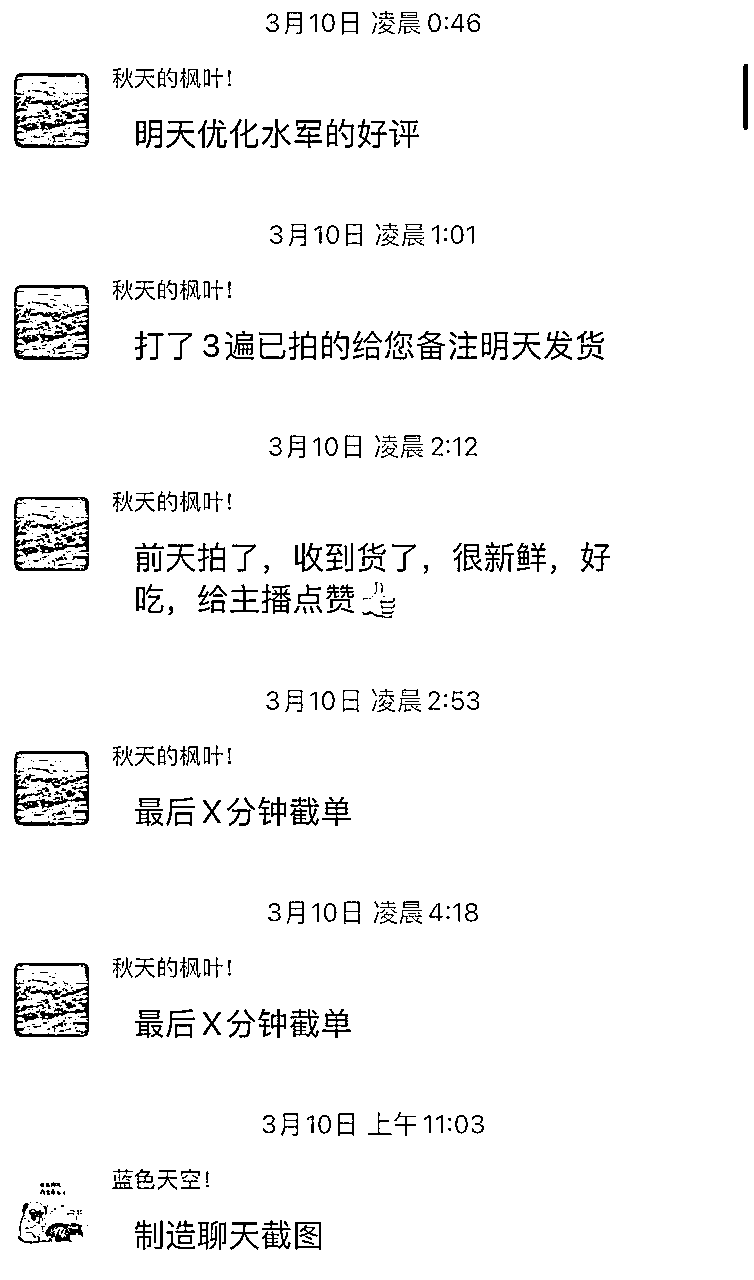 3月10日 凌晨0:46
秋天的枫叶！
明天优化水军的好评
3月10日 凌晨1:01
秋天的枫叶！
打了3遍已拍的给您备注明天发货
3月10日 凌晨2:12
秋天的枫叶！
前天拍了，收到货了，很新鲜，好
吃，给主播点赞👍
3月10日 凌晨2:53
秋天的枫叶！
最后X分钟截单
3月10日 凌晨4:18
秋天的枫叶！
最后X分钟截单
3月10日 上午11:03
蓝色天空！
制造聊天截图